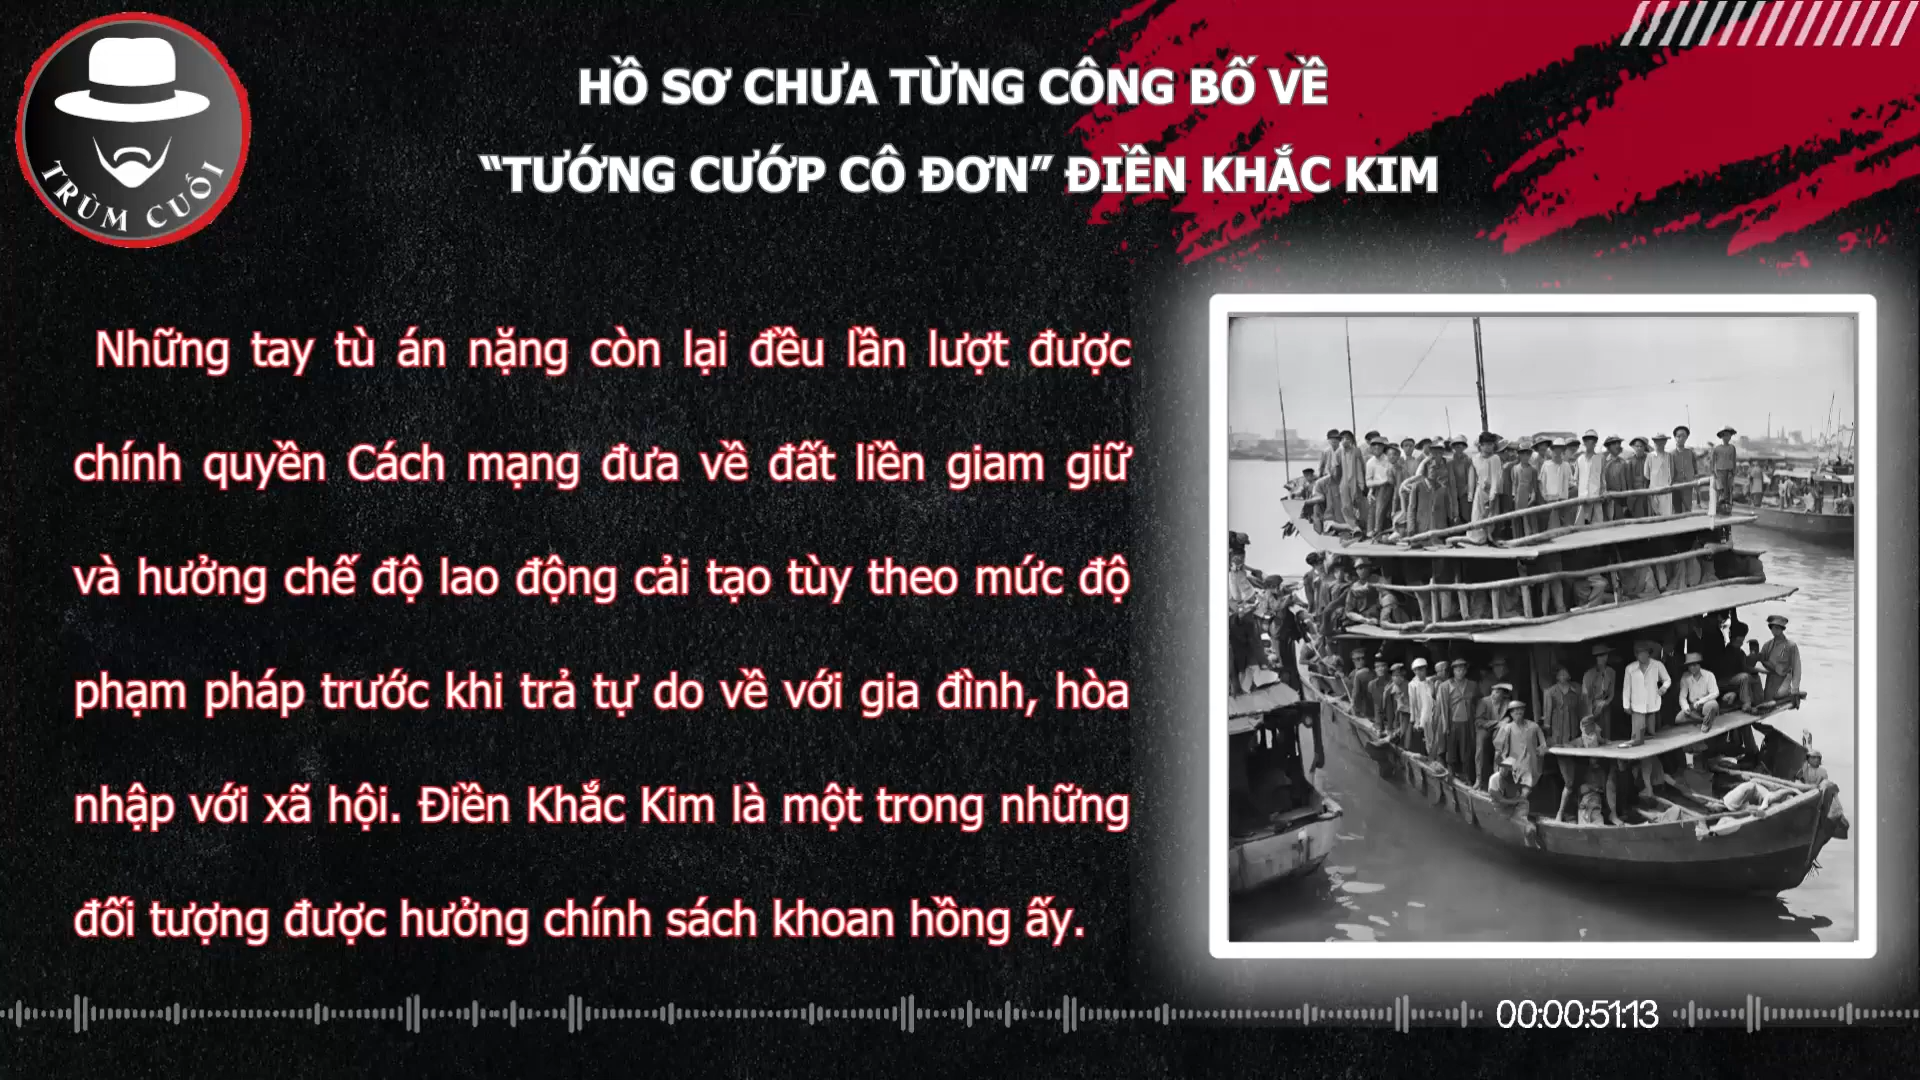 TRÙM CUỐI
HỒ SƠ CHƯA TỪNG CÔNG BỐ VỀ
“TƯỚNG CƯỚP CÔ ĐƠN” ĐIỀN KHẮC KIM
Những tay tù án nặng còn lại đều lần lượt được
chính quyền Cách mạng đưa về đất liền giam giữ
và hưởng chế độ lao động cải tạo tùy theo mức độ
phạm pháp trước khi trả tự do về với gia đình, hòa
nhập với xã hội. Điền Khắc Kim là một trong những
đối tượng được hưởng chính sách khoan hồng ấy.
00:00:51:13